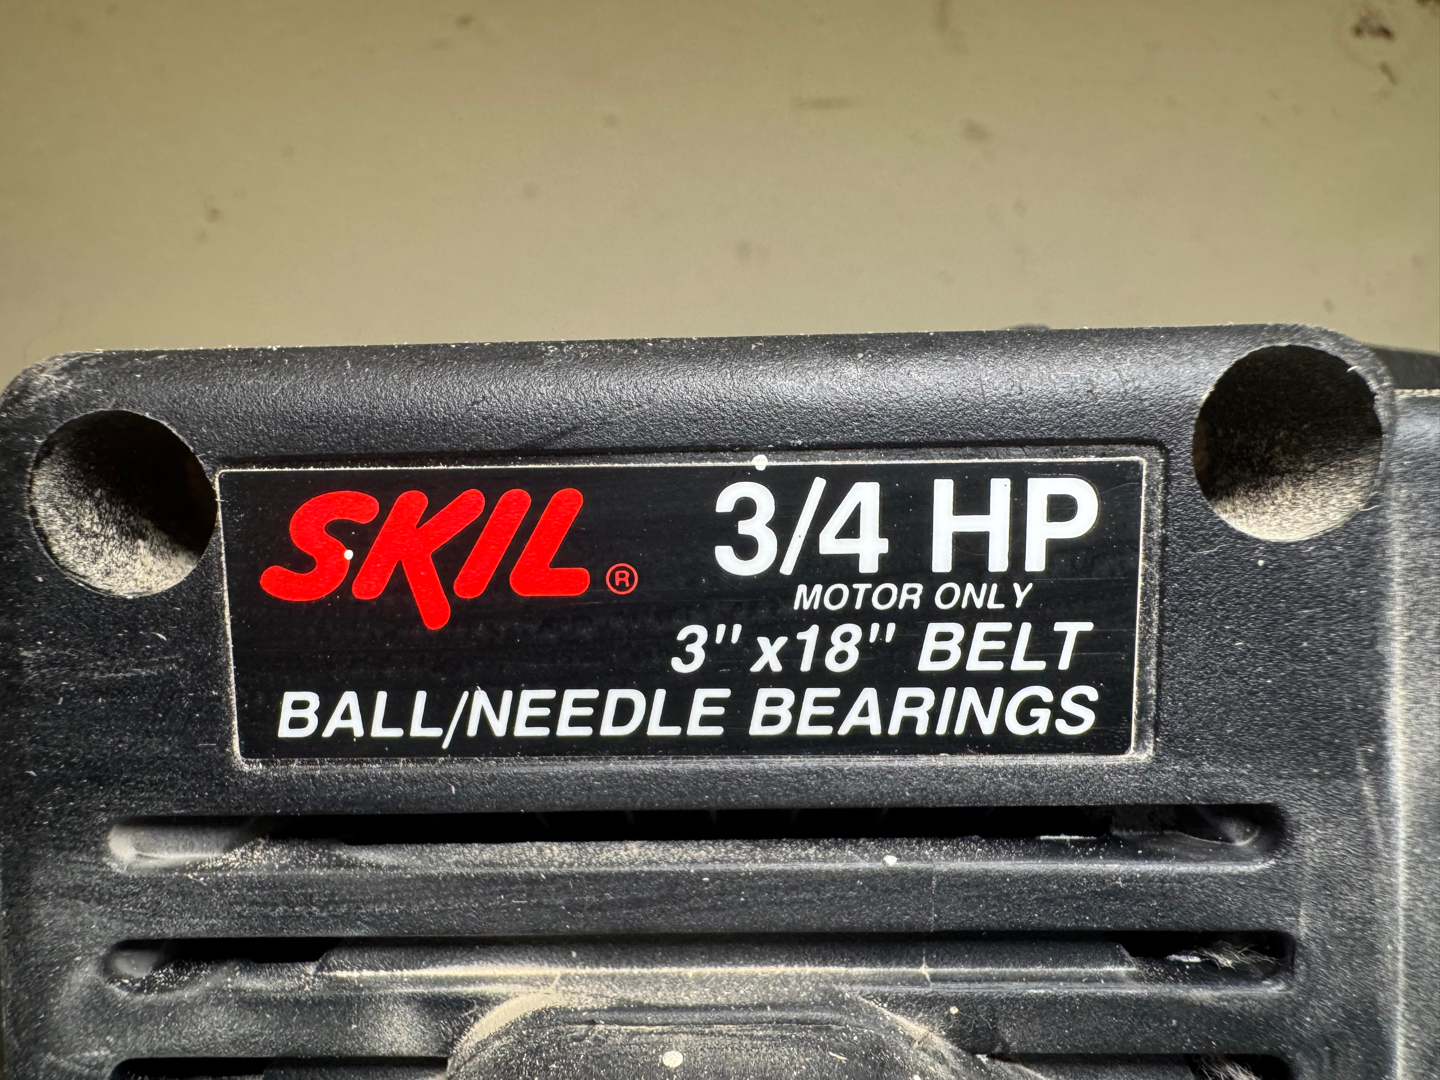 SKIL®
3/4 HP
MOTOR ONLY
3" x18" BELT
BALL/NEEDLE BEARINGS